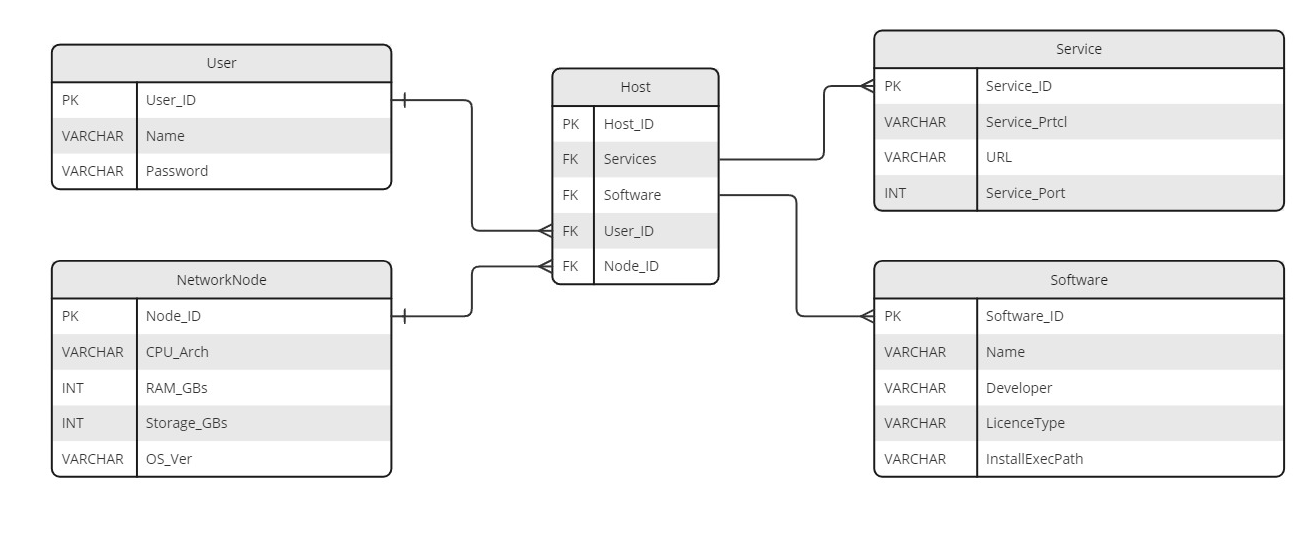 User
PK User_ID
VARCHAR Name
VARCHAR Password
NetworkNode
PK Node_ID
VARCHAR CPU_Arch
INT RAM_GBs
INT Storage_GBs
VARCHAR OS_Ver
Host
PK Host_ID
FK Services
FK Software
FK User_ID
FK Node_ID
Service
PK Service_ID
VARCHAR Service_Prtcl
VARCHAR URL
INT Service_Port
Software
PK Software_ID
VARCHAR Name
VARCHAR Developer
VARCHAR LicenceType
VARCHAR InstallExecPath